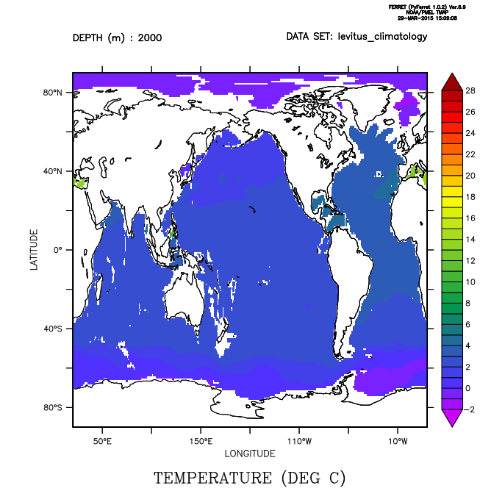 FERRET (PyFerret 1.0.2) Ver.6.9
NOAA/PMEL TMAP
29-MAR-2015 15:09:08
DEPTH (m) : 2000
DATA SET: levitus_climatology
80°N
40°N
0°
40°S
80°S
LATITUDE
50°E
150°E
110°W
10°W
LONGITUDE
28
26
24
22
20
18
16
14
12
10
8
6
4
2
0
-2
TEMPERATURE (DEG C)